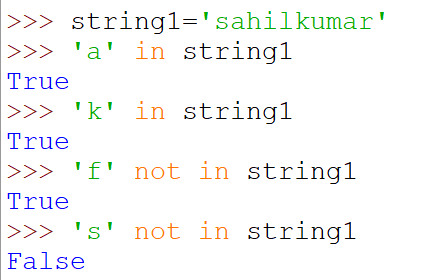 >>> string1='sahilkumar'
>>> 'a' in string1
True
>>> 'k' in string1
True
>>> 'f' not in string1
True
>>> 's' not in string1
False